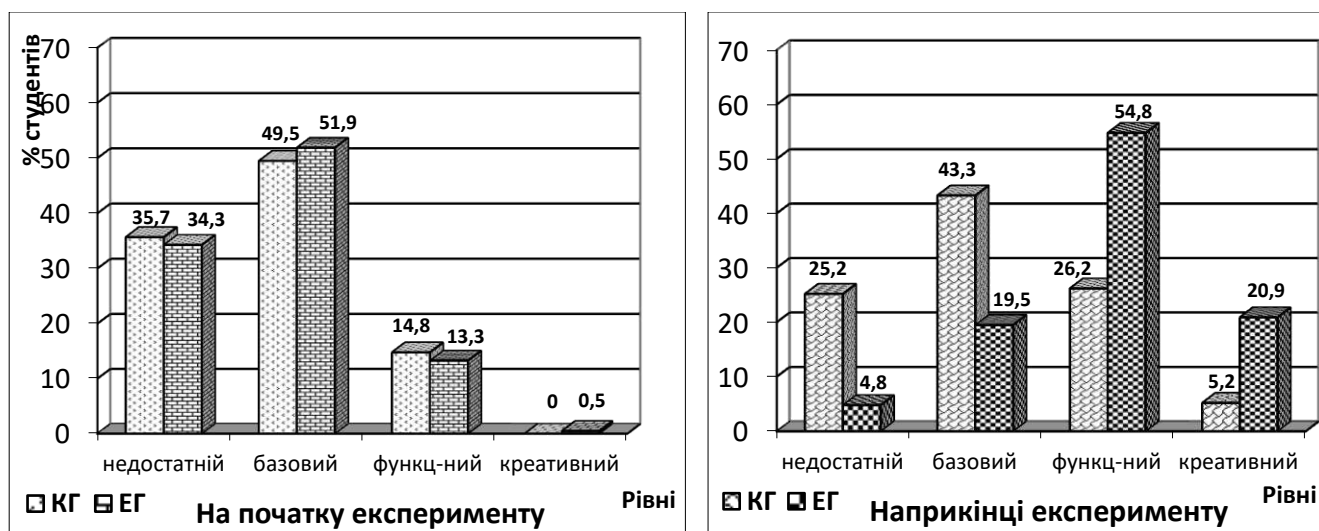 % студентів
70
60
50
40
30
20
10
0
35,7 34,3
49,5 51,9
14,8 13,3
0 0,5
недостатній базовий функц-ний креативний
КГ ЕГ
На початку експерименту
Рівні
70
60
50
40
30
20
10
0
25,2 4,8
43,3 19,5
26,2 54,8
5,2 20,9
недостатній базовий функц-ний креативний
КГ ЕГ
Наприкінці експерименту
Рівні